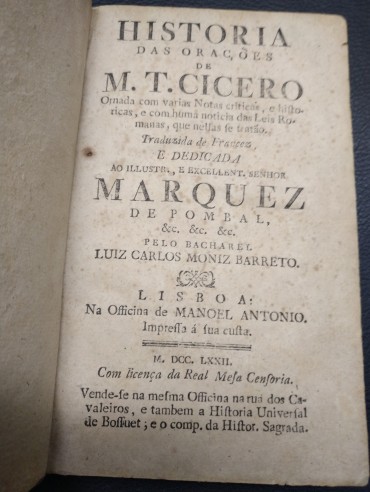 HISTORIA
DAS ORAÇÕES
DE
M. T. CICERO
Ornada com varias Notas criticas, e histo-
ricas, e com humá noticia das Leis Ro-
manas, que nellas se tratão.
Traduzida de Francez,
E DEDICADA
AO ILLUSTR., E EXCELLENT. SENHOR
MARQUEZ
DE POMBAL,
&c. &c. &c.
PELO BACHAREL
LUIZ CARLOS MONIZ BARRETO.
LISBOA:
Na Officina de MANOEL ANTONIO.
Impressa á sua custa.
M. DCC. LXXII.
Com licença da Real Mesa Censoria.
Vende-se na mesma Officina na rua dos Ca-
valeiros, e tambem a Historia Universal
de Bossuet; e o comp. da Histor. Sagrada.